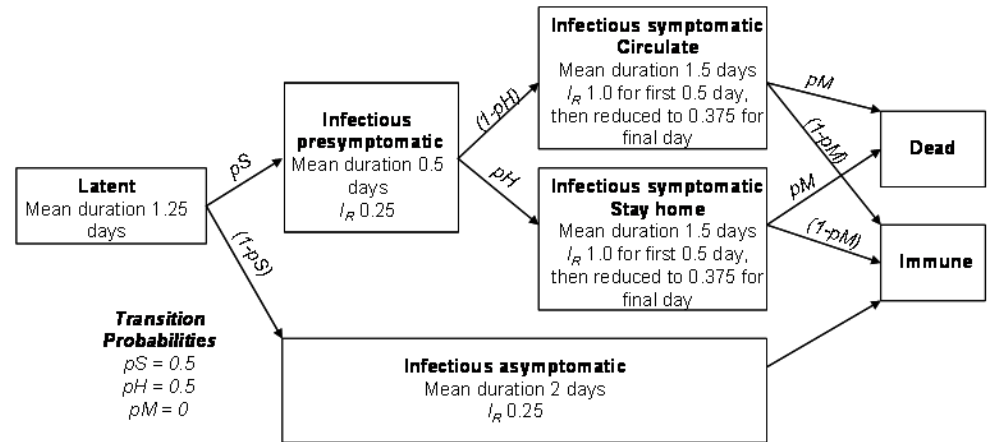 Latent
Mean duration 1.25
days
pS
(1-pS)
Infectious
presymptomatic
Mean duration 0.5
days
I_R 0.25
(1-pH)
pH
Infectious symptomatic
Circulate
Mean duration 1.5 days
I_R 1.0 for first 0.5 day,
then reduced to 0.375 for
final day
Infectious symptomatic
Stay home
Mean duration 1.5 days
I_R 1.0 for first 0.5 day,
then reduced to 0.375 for
final day
pM
(1-pM)
pM
(1-pM)
Dead
Immune
Infectious asymptomatic
Mean duration 2 days
I_R 0.25
Transition
Probabilities
pS = 0.5
pH = 0.5
pM = 0